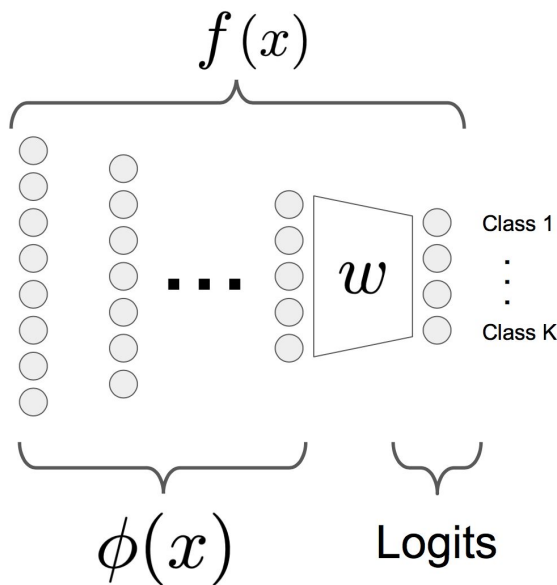 f(x)
w
Class 1
Class K
ϕ(x)
Logits